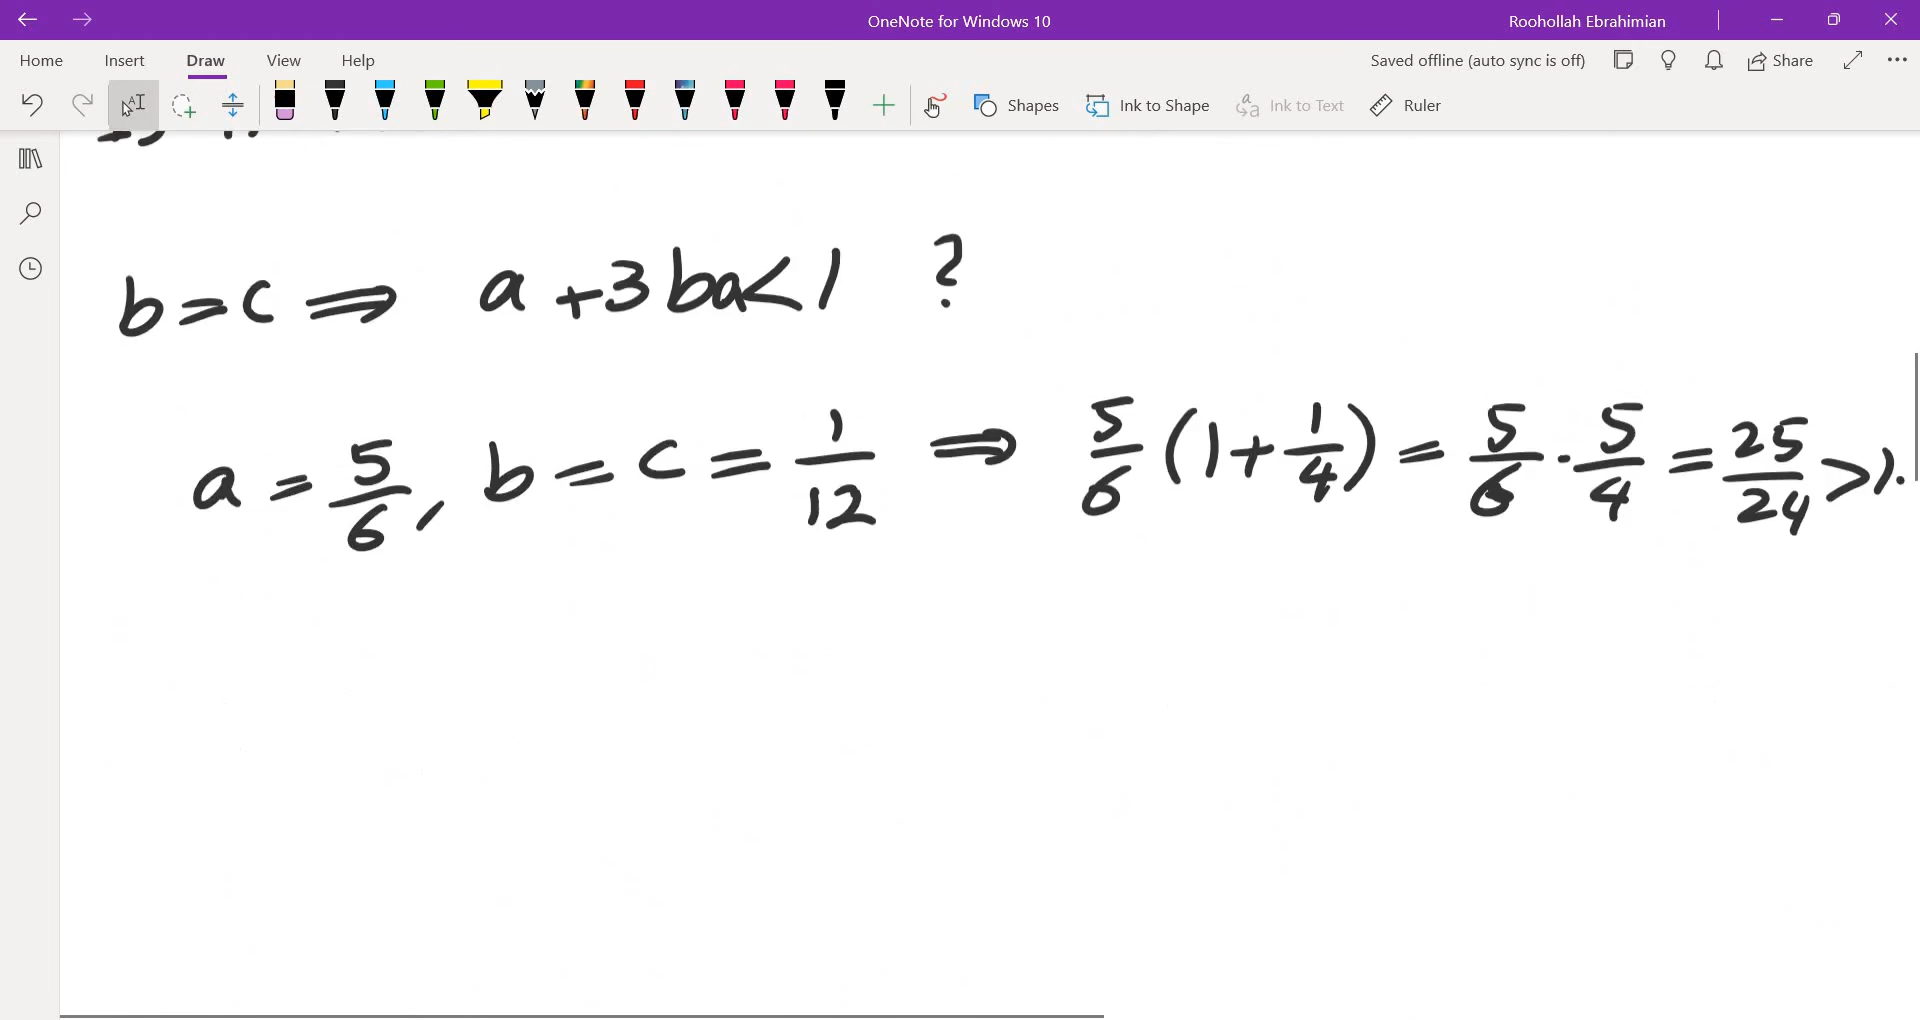 OneNote for Windows 10
Roohollah Ebrahimian
Home Insert Draw View Help
Saved offline (auto sync is off) Share
Shapes Ink to Shape Ink to Text Ruler
b = c ⟹ a + 3ba < 1 ?
a = 5/6, b = c = 1/12 ⟹ 5/6 (1 + 1/4) = 5/6 · 5/4 = 25/24 > 1.